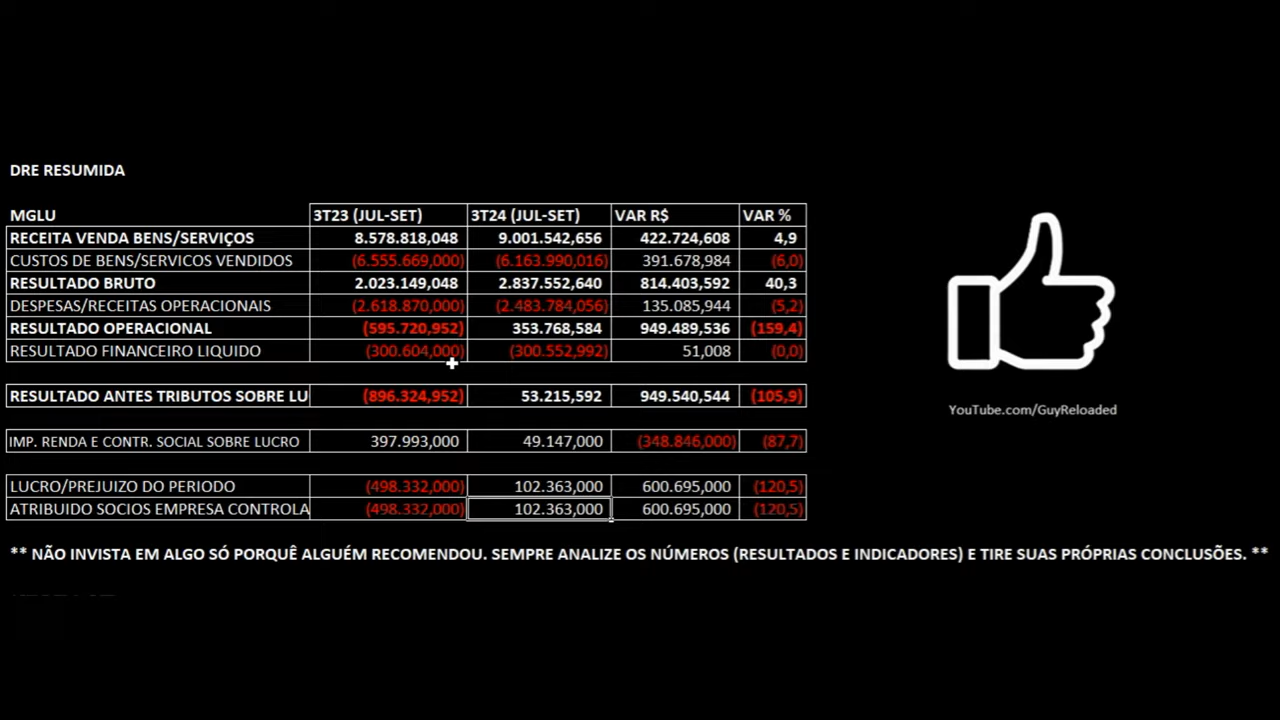 DRE RESUMIDA
MGLU 3T23 (JUL-SET) 3T24 (JUL-SET) VAR R$ VAR %
RECEITA VENDA BENS/SERVIÇOS 8.578.818,048 9.001.542,656 422.724,608 4,9
CUSTOS DE BENS/SERVICOS VENDIDOS (6.555.669,000) (6.163.990,016) 391.678,984 (6,0)
RESULTADO BRUTO 2.023.149,048 2.837.552,640 814.403,592 40,3
DESPESAS/RECEITAS OPERACIONAIS (2.618.870,000) (2.483.784,056) 135.085,944 (5,2)
RESULTADO OPERACIONAL (595.720,952) 353.768,584 949.489,536 (159,4)
RESULTADO FINANCEIRO LIQUIDO (300.604,000) (300.552,992) 51,008 (0,0)
RESULTADO ANTES TRIBUTOS SOBRE LU (896.324,952) 53.215,592 949.540,544 (105,9)
IMP. RENDA E CONTR. SOCIAL SOBRE LUCRO 397.993,000 49.147,000 (348.846,000) (87,7)
LUCRO/PREJUIZO DO PERIODO (498.332,000) 102.363,000 600.695,000 (120,5)
ATRIBUIDO SOCIOS EMPRESA CONTROLA (498.332,000) 102.363,000 600.695,000 (120,5)
** NÃO INVISTA EM ALGO SÓ PORQUÊ ALGUÉM RECOMENDOU. SEMPRE ANALIZE OS NÚMEROS (RESULTADOS E INDICADORES) E TIRE SUAS PRÓPRIAS CONCLUSÕES. **
YouTube.com/GuyReloaded